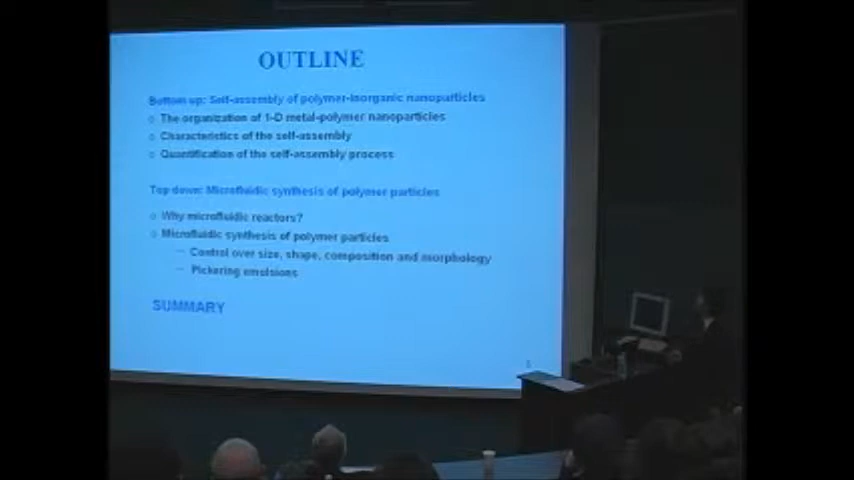 OUTLINE
Bottom up: Self-assembly of polymer-inorganic nanoparticles
o The organization of 1-D metal-polymer nanoparticles
o Characteristics of the self-assembly
o Quantification of the self-assembly process
Top down: Microfluidic synthesis of polymer particles
o Why microfluidic reactors?
o Microfluidic synthesis of polymer particles
– Control over size, shape, composition and morphology
– Pickering emulsions
SUMMARY